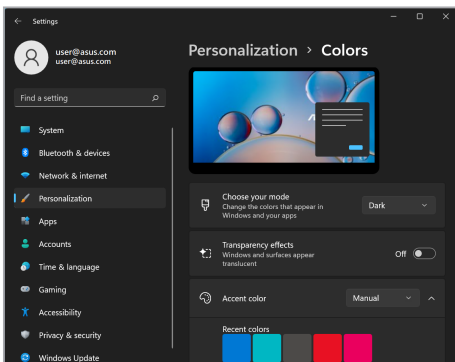 Settings
user@asus.com
user@asus.com
Find a setting
System
Bluetooth & devices
Network & internet
Personalization
Apps
Accounts
Time & language
Gaming
Accessibility
Privacy & security
Windows Update
Personalization > Colors
Choose your mode
Change the colors that appear in
Windows and your apps
Dark
Transparency effects
Windows and surfaces appear
translucent
Off
Accent color
Manual
Recent colors